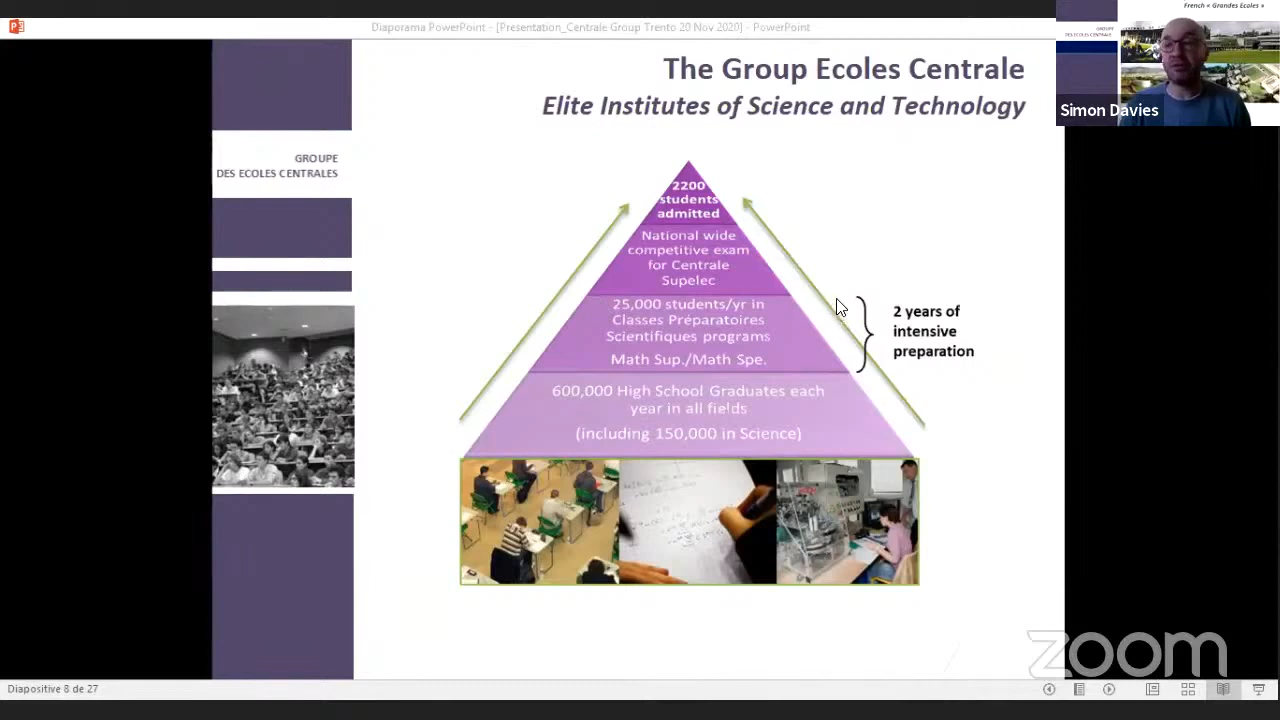 Diaporama PowerPoint - [Presentation_Centrale Group Trento 20 Nov 2020] - PowerPoint
French « Grandes Ecoles »
GROUPE
DES ECOLES CENTRALE
Simon Davies
The Group Ecoles Centrale
Elite Institutes of Science and Technology
GROUPE
DES ECOLES CENTRALES
2200
students
admitted
National wide
competitive exam
for Centrale
Supelec
25,000 students/yr in
Classes Préparatoires
Scientifiques programs
Math Sup./Math Spe.
2 years of
intensive
preparation
600,000 High School Graduates each
year in all fields
(including 150,000 in Science)
zoom
Diapositive 8 de 27